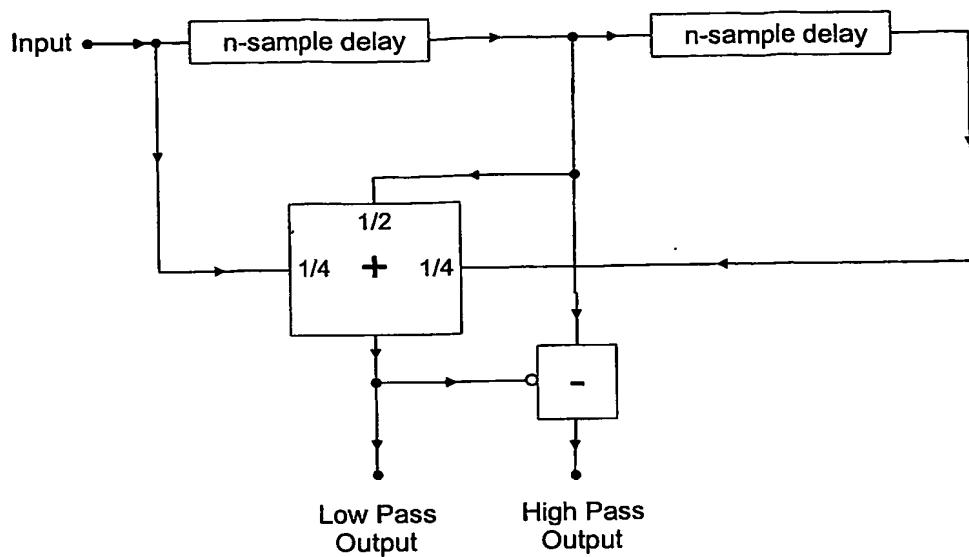 Input
n-sample delay
n-sample delay
1/2
1/4 + 1/4
-
Low Pass
Output
High Pass
Output